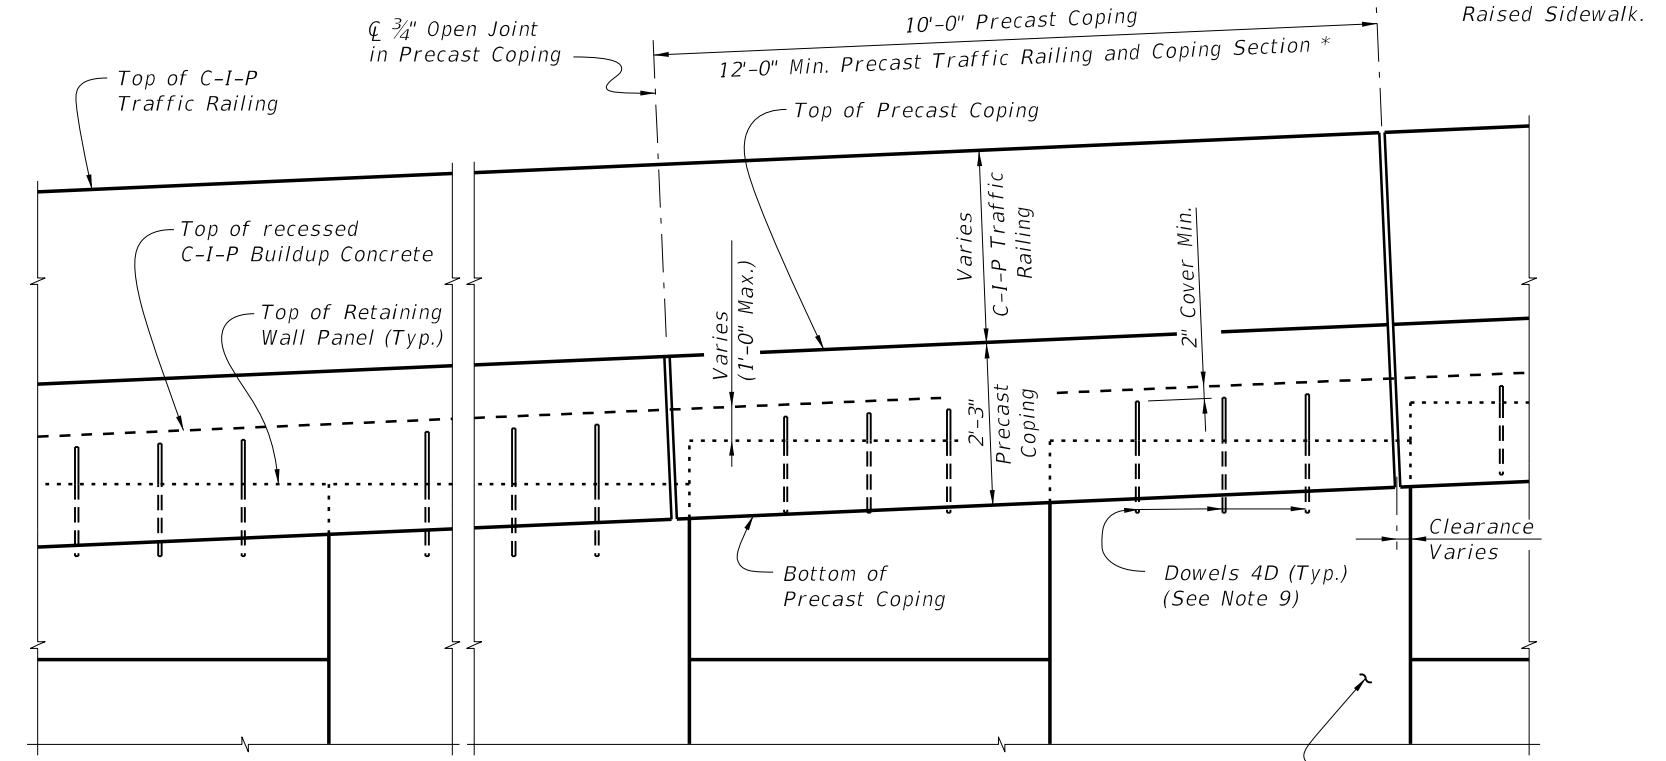 ℄ ¾" Open Joint
in Precast Coping
10'-0" Precast Coping
12'-0" Min. Precast Traffic Railing and Coping Section *
Raised Sidewalk.
Top of C-I-P
Traffic Railing
Top of Precast Coping
Top of recessed
C-I-P Buildup Concrete
Top of Retaining
Wall Panel (Typ.)
Varies
(1'-0" Max.)
Varies
C-I-P Traffic
Railing
2" Cover Min.
2'-3"
Precast
Coping
Clearance
Varies
Bottom of
Precast Coping
Dowels 4D (Typ.)
(See Note 9)